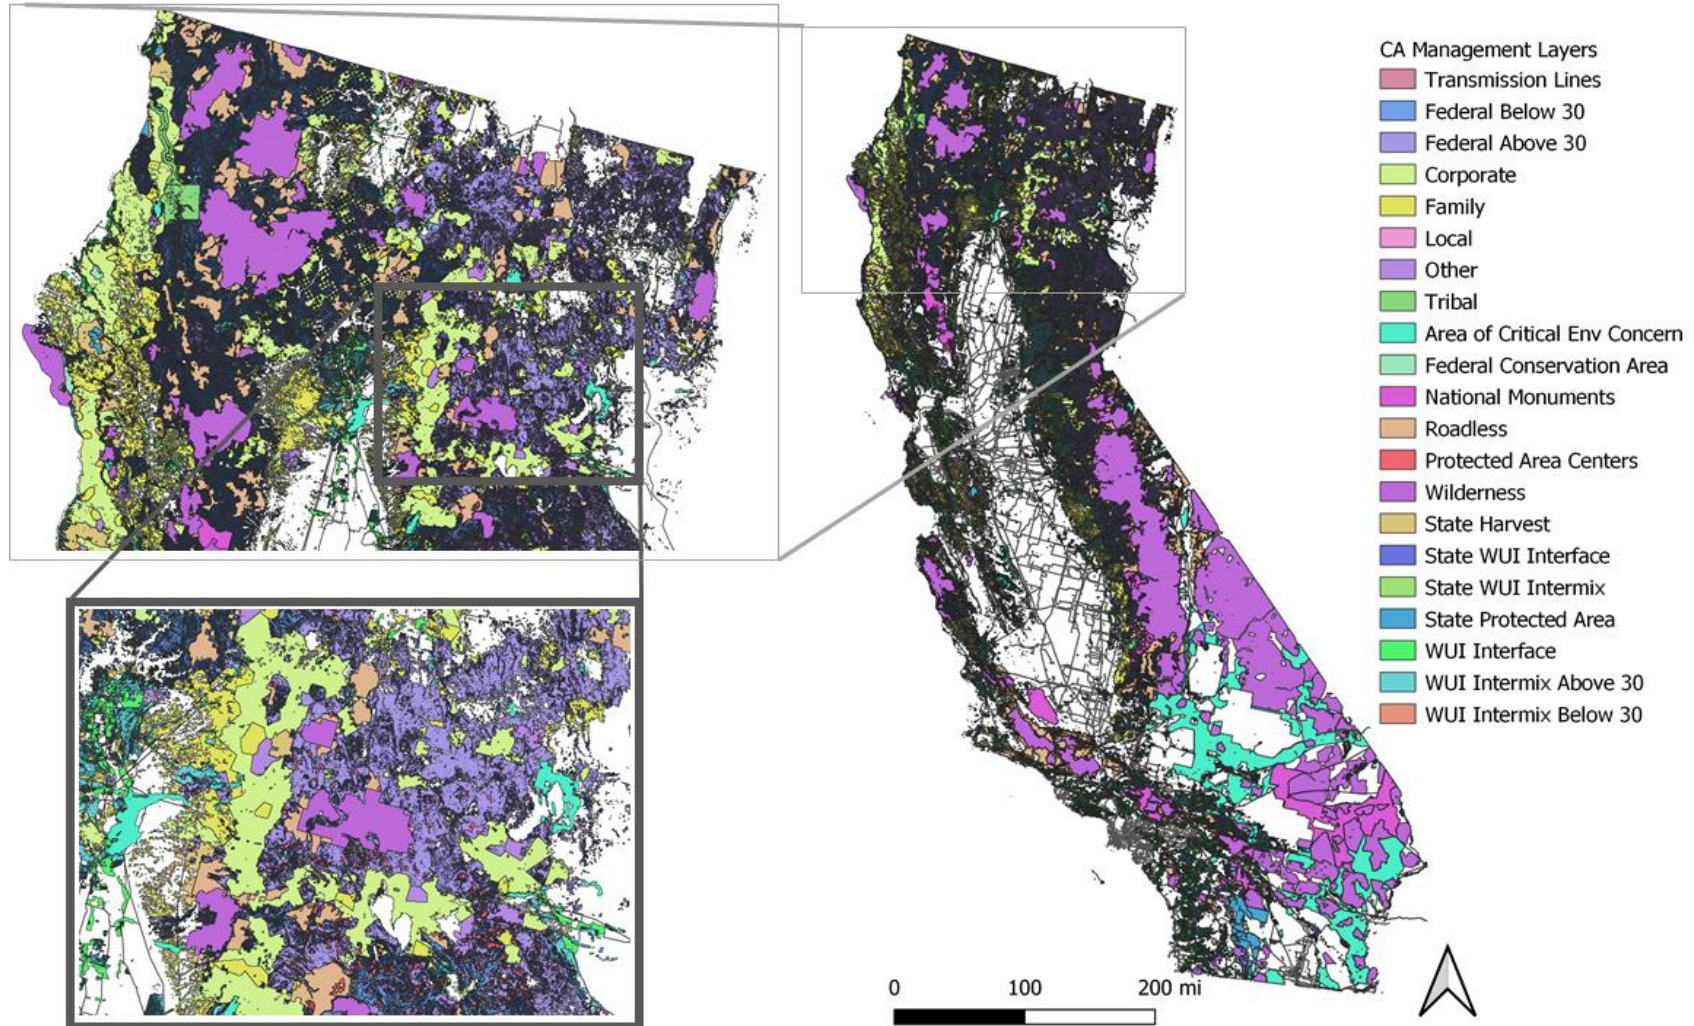 CA Management Layers
Transmission Lines
Federal Below 30
Federal Above 30
Corporate
Family
Local
Other
Tribal
Area of Critical Env Concern
Federal Conservation Area
National Monuments
Roadless
Protected Area Centers
Wilderness
State Harvest
State WUI Interface
State WUI Intermix
State Protected Area
WUI Interface
WUI Intermix Above 30
WUI Intermix Below 30
0 100 200 mi